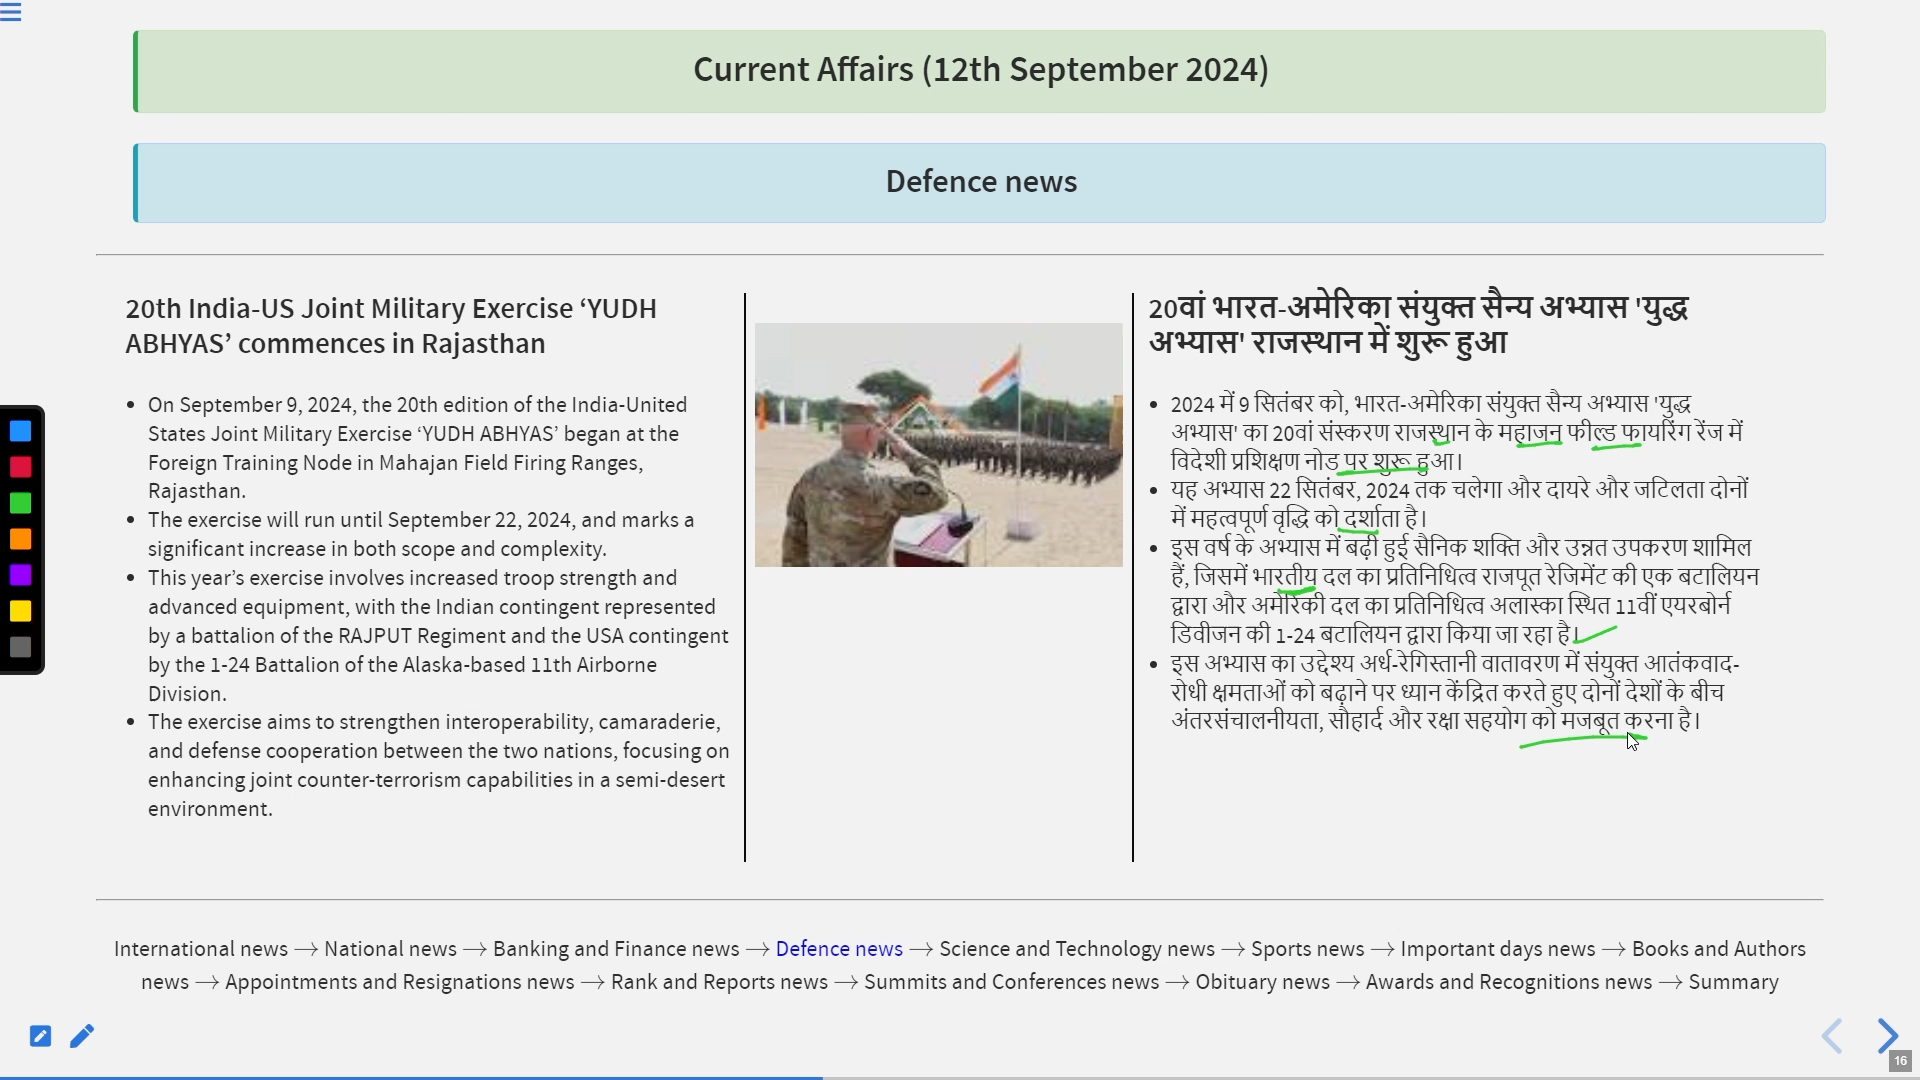 Current Affairs (12th September 2024)
Defence news
20th India-US Joint Military Exercise ‘YUDH
ABHYAS’ commences in Rajasthan
• On September 9, 2024, the 20th edition of the India-United
States Joint Military Exercise ‘YUDH ABHYAS’ began at the
Foreign Training Node in Mahajan Field Firing Ranges,
Rajasthan.
• The exercise will run until September 22, 2024, and marks a
significant increase in both scope and complexity.
• This year’s exercise involves increased troop strength and
advanced equipment, with the Indian contingent represented
by a battalion of the RAJPUT Regiment and the USA contingent
by the 1-24 Battalion of the Alaska-based 11th Airborne
Division.
• The exercise aims to strengthen interoperability, camaraderie,
and defense cooperation between the two nations, focusing on
enhancing joint counter-terrorism capabilities in a semi-desert
environment.
20वां भारत-अमेरिका संयुक्त सैन्य अभ्यास 'युद्ध
अभ्यास' राजस्थान में शुरू हुआ
• 2024 में 9 सितंबर को, भारत-अमेरिका संयुक्त सैन्य अभ्यास 'युद्ध
अभ्यास' का 20वां संस्करण राजस्थान के महाजन फील्ड फायरिंग रेंज में
विदेशी प्रशिक्षण नोड पर शुरू हुआ।
• यह अभ्यास 22 सितंबर, 2024 तक चलेगा और दायरे और जटिलता दोनों
में महत्वपूर्ण वृद्धि को दर्शाता है।
• इस वर्ष के अभ्यास में बढ़ी हुई सैनिक शक्ति और उन्नत उपकरण शामिल
हैं, जिसमें भारतीय दल का प्रतिनिधित्व राजपूत रेजिमेंट की एक बटालियन
द्वारा और अमेरिकी दल का प्रतिनिधित्व अलास्का स्थित 11वीं एयरबोर्न
डिवीजन की 1-24 बटालियन द्वारा किया जा रहा है।
• इस अभ्यास का उद्देश्य अर्ध-रेगिस्तानी वातावरण में संयुक्त आतंकवाद-
रोधी क्षमताओं को बढ़ाने पर ध्यान केंद्रित करते हुए दोनों देशों के बीच
अंतरसंचालनीयता, सौहार्द और रक्षा सहयोग को मजबूत करना है।
International news → National news → Banking and Finance news → Defence news → Science and Technology news → Sports news → Important days news → Books and Authors
news → Appointments and Resignations news → Rank and Reports news → Summits and Conferences news → Obituary news → Awards and Recognitions news → Summary
16